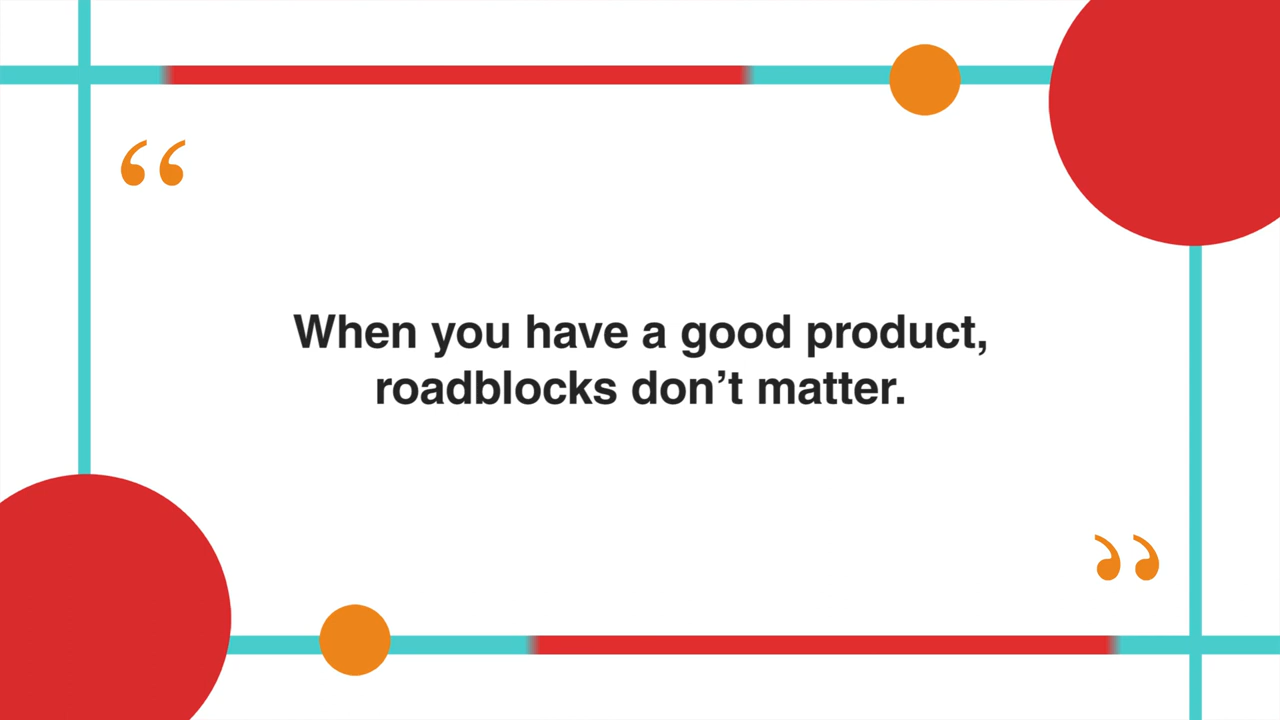 “
When you have a good product,
roadblocks don’t matter.
”